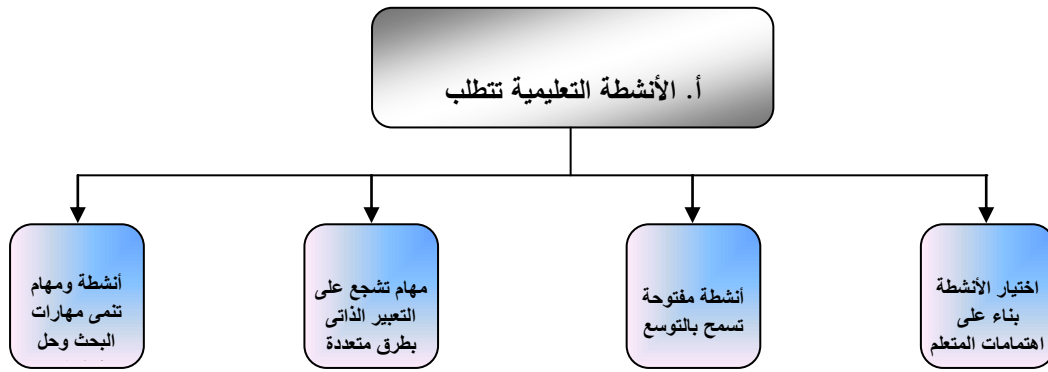 أ. الأنشطة التعليمية تتطلب
اختيار الأنشطة
بناء على
اهتمامات المتعلم
أنشطة مفتوحة
تسمح بالتوسع
مهام تشجع على
التعبير الذاتى
بطرق متعددة
أنشطة ومهام
تنمى مهارات
البحث وحل